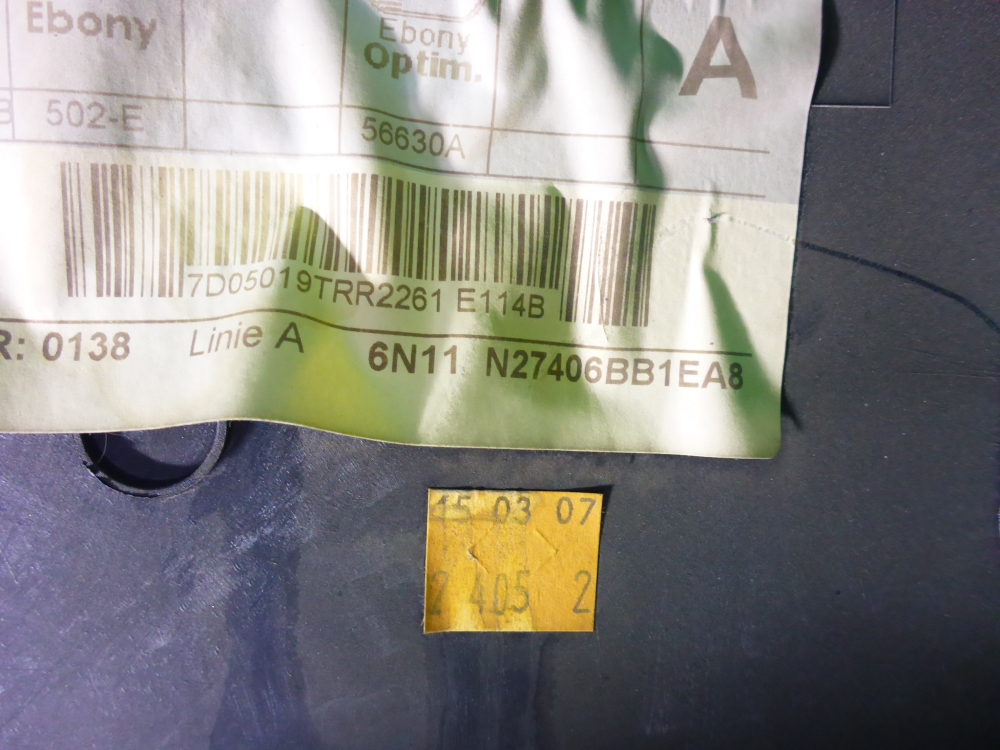 Ebony
Ebony
Optim.
A
502-E
56630A
7D05019TRR2261 E114B
R: 0138 Linie A 6N11 N27406BB1EA8
15 03 07
2 405 2